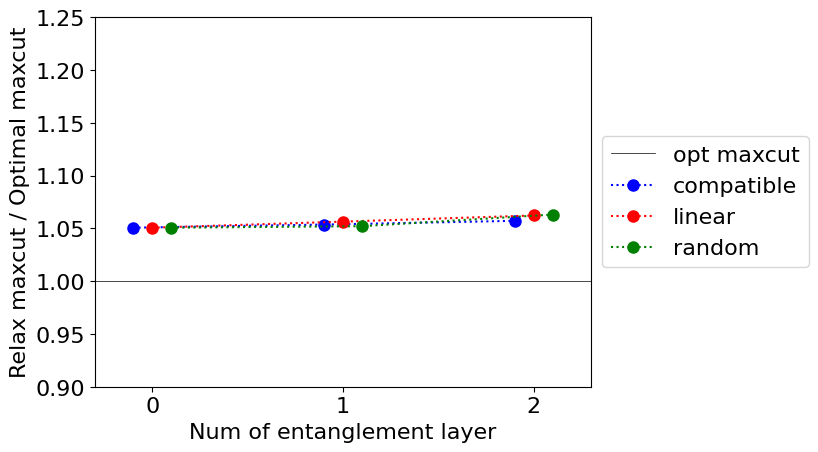 Relax maxcut / Optimal maxcut
1.25
1.20
1.15
1.10
1.05
1.00
0.95
0.90
0 1 2
Num of entanglement layer
opt maxcut
compatible
linear
random